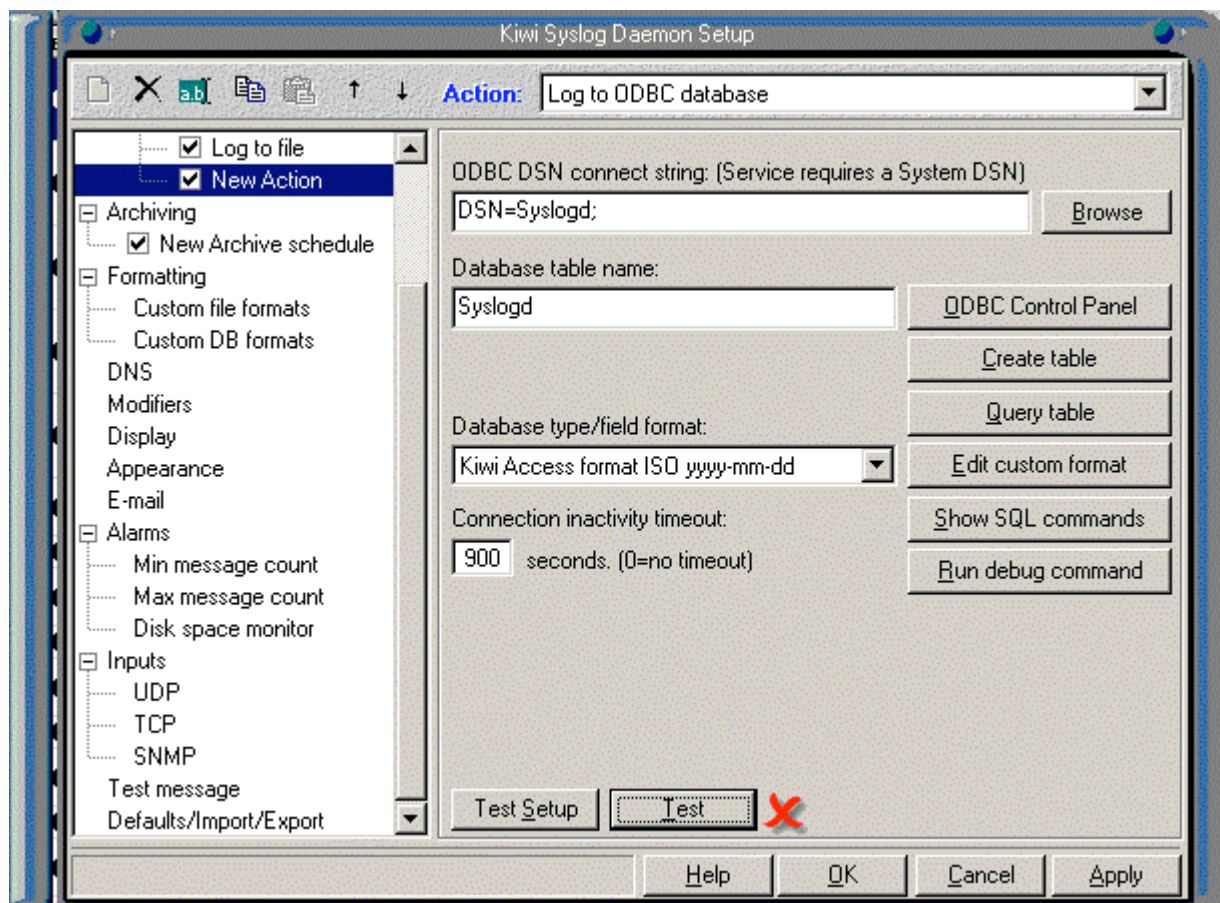 Kiwi Syslog Daemon Setup
a.b
Action: Log to ODBC database
Log to file
New Action
Archiving
New Archive schedule
Formatting
Custom file formats
Custom DB formats
DNS
Modifiers
Display
Appearance
E-mail
Alarms
Min message count
Max message count
Disk space monitor
Inputs
UDP
TCP
SNMP
Test message
Defaults/Import/Export
ODBC DSN connect string: (Service requires a System DSN)
DSN=Syslogd; Browse
Database table name:
Syslogd
ODBC Control Panel
Create table
Query table
Database type/field format:
Kiwi Access format ISO yyyy-mm-dd
Edit custom format
Connection inactivity timeout:
Show SQL commands
900 seconds. (0=no timeout)
Run debug command
Test Setup Test
Help OK Cancel Apply